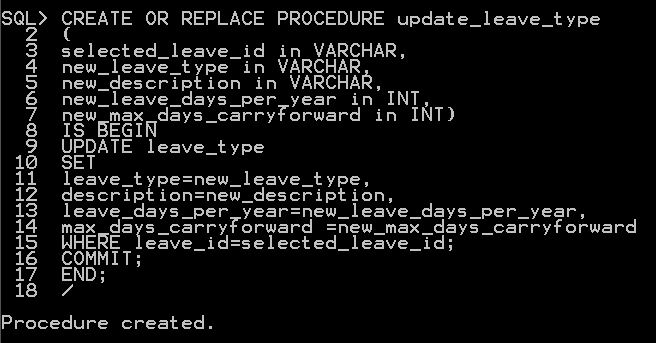 SQL> CREATE OR REPLACE PROCEDURE update_leave_type
2 (
3 selected_leave_id in VARCHAR,
4 new_leave_type in VARCHAR,
5 new_description in VARCHAR,
6 new_leave_days_per_year in INT,
7 new_max_days_carryforward in INT)
8 IS BEGIN
9 UPDATE leave_type
10 SET
11 leave_type=new_leave_type,
12 description=new_description,
13 leave_days_per_year=new_leave_days_per_year,
14 max_days_carryforward =new_max_days_carryforward
15 WHERE leave_id=selected_leave_id;
16 COMMIT;
17 END;
18 /
Procedure created.